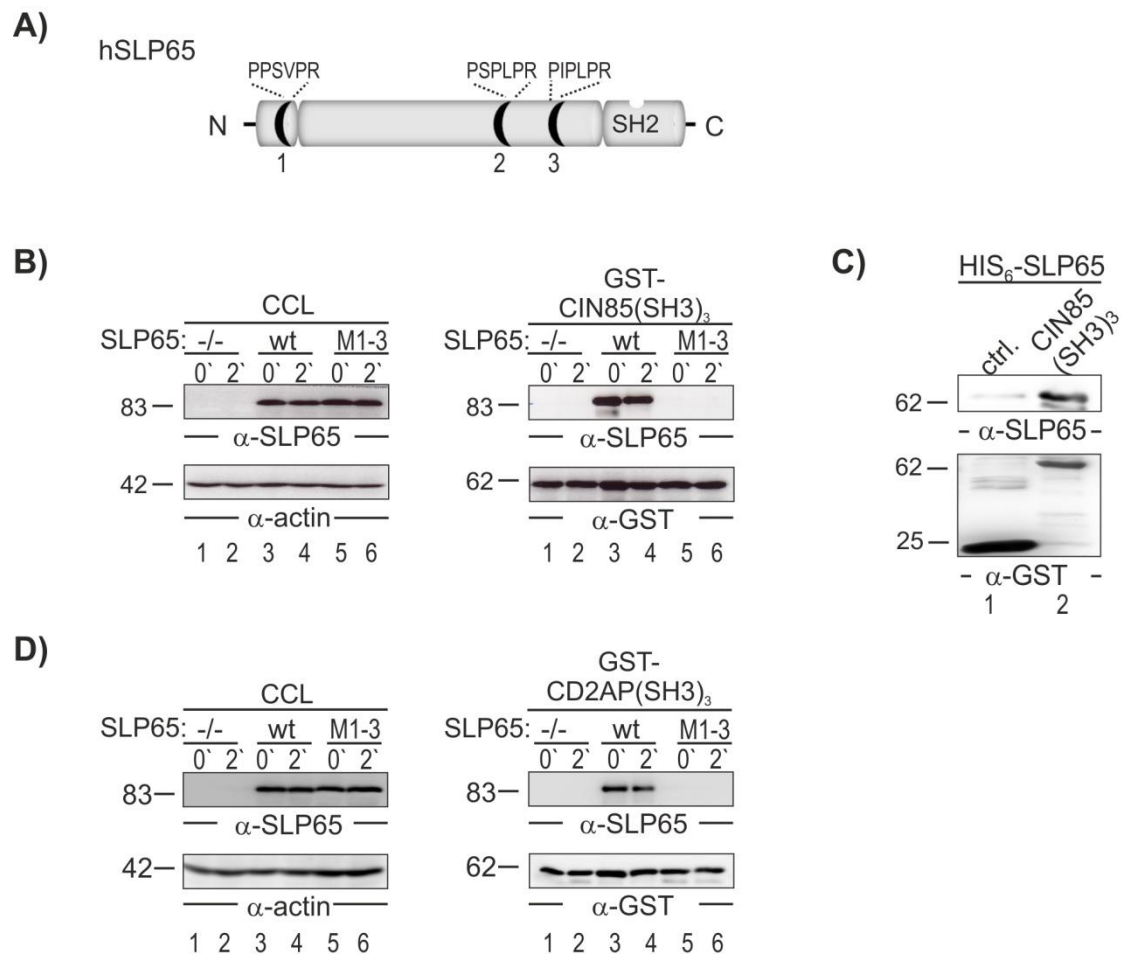 A)
hSLP65
PPSVPR PSPLPR PIPLPR
N SH2 C
1 2 3
B)
CCL
SLP65: -/- wt M1-3
0` 2` 0` 2` 0` 2`
83
α-SLP65
42
α-actin
1 2 3 4 5 6
GST-
CIN85(SH3)₃
SLP65: -/- wt M1-3
0` 2` 0` 2` 0` 2`
83
α-SLP65
62
α-GST
1 2 3 4 5 6
C)
HIS₆-SLP65
ctrl. CIN85
(SH3)₃
62
- α-SLP65 -
62
25
- α-GST -
1 2
D)
CCL
SLP65: -/- wt M1-3
0` 2` 0` 2` 0` 2`
83
α-SLP65
42
α-actin
1 2 3 4 5 6
GST-
CD2AP(SH3)₃
SLP65: -/- wt M1-3
0` 2` 0` 2` 0` 2`
83
α-SLP65
62
α-GST
1 2 3 4 5 6